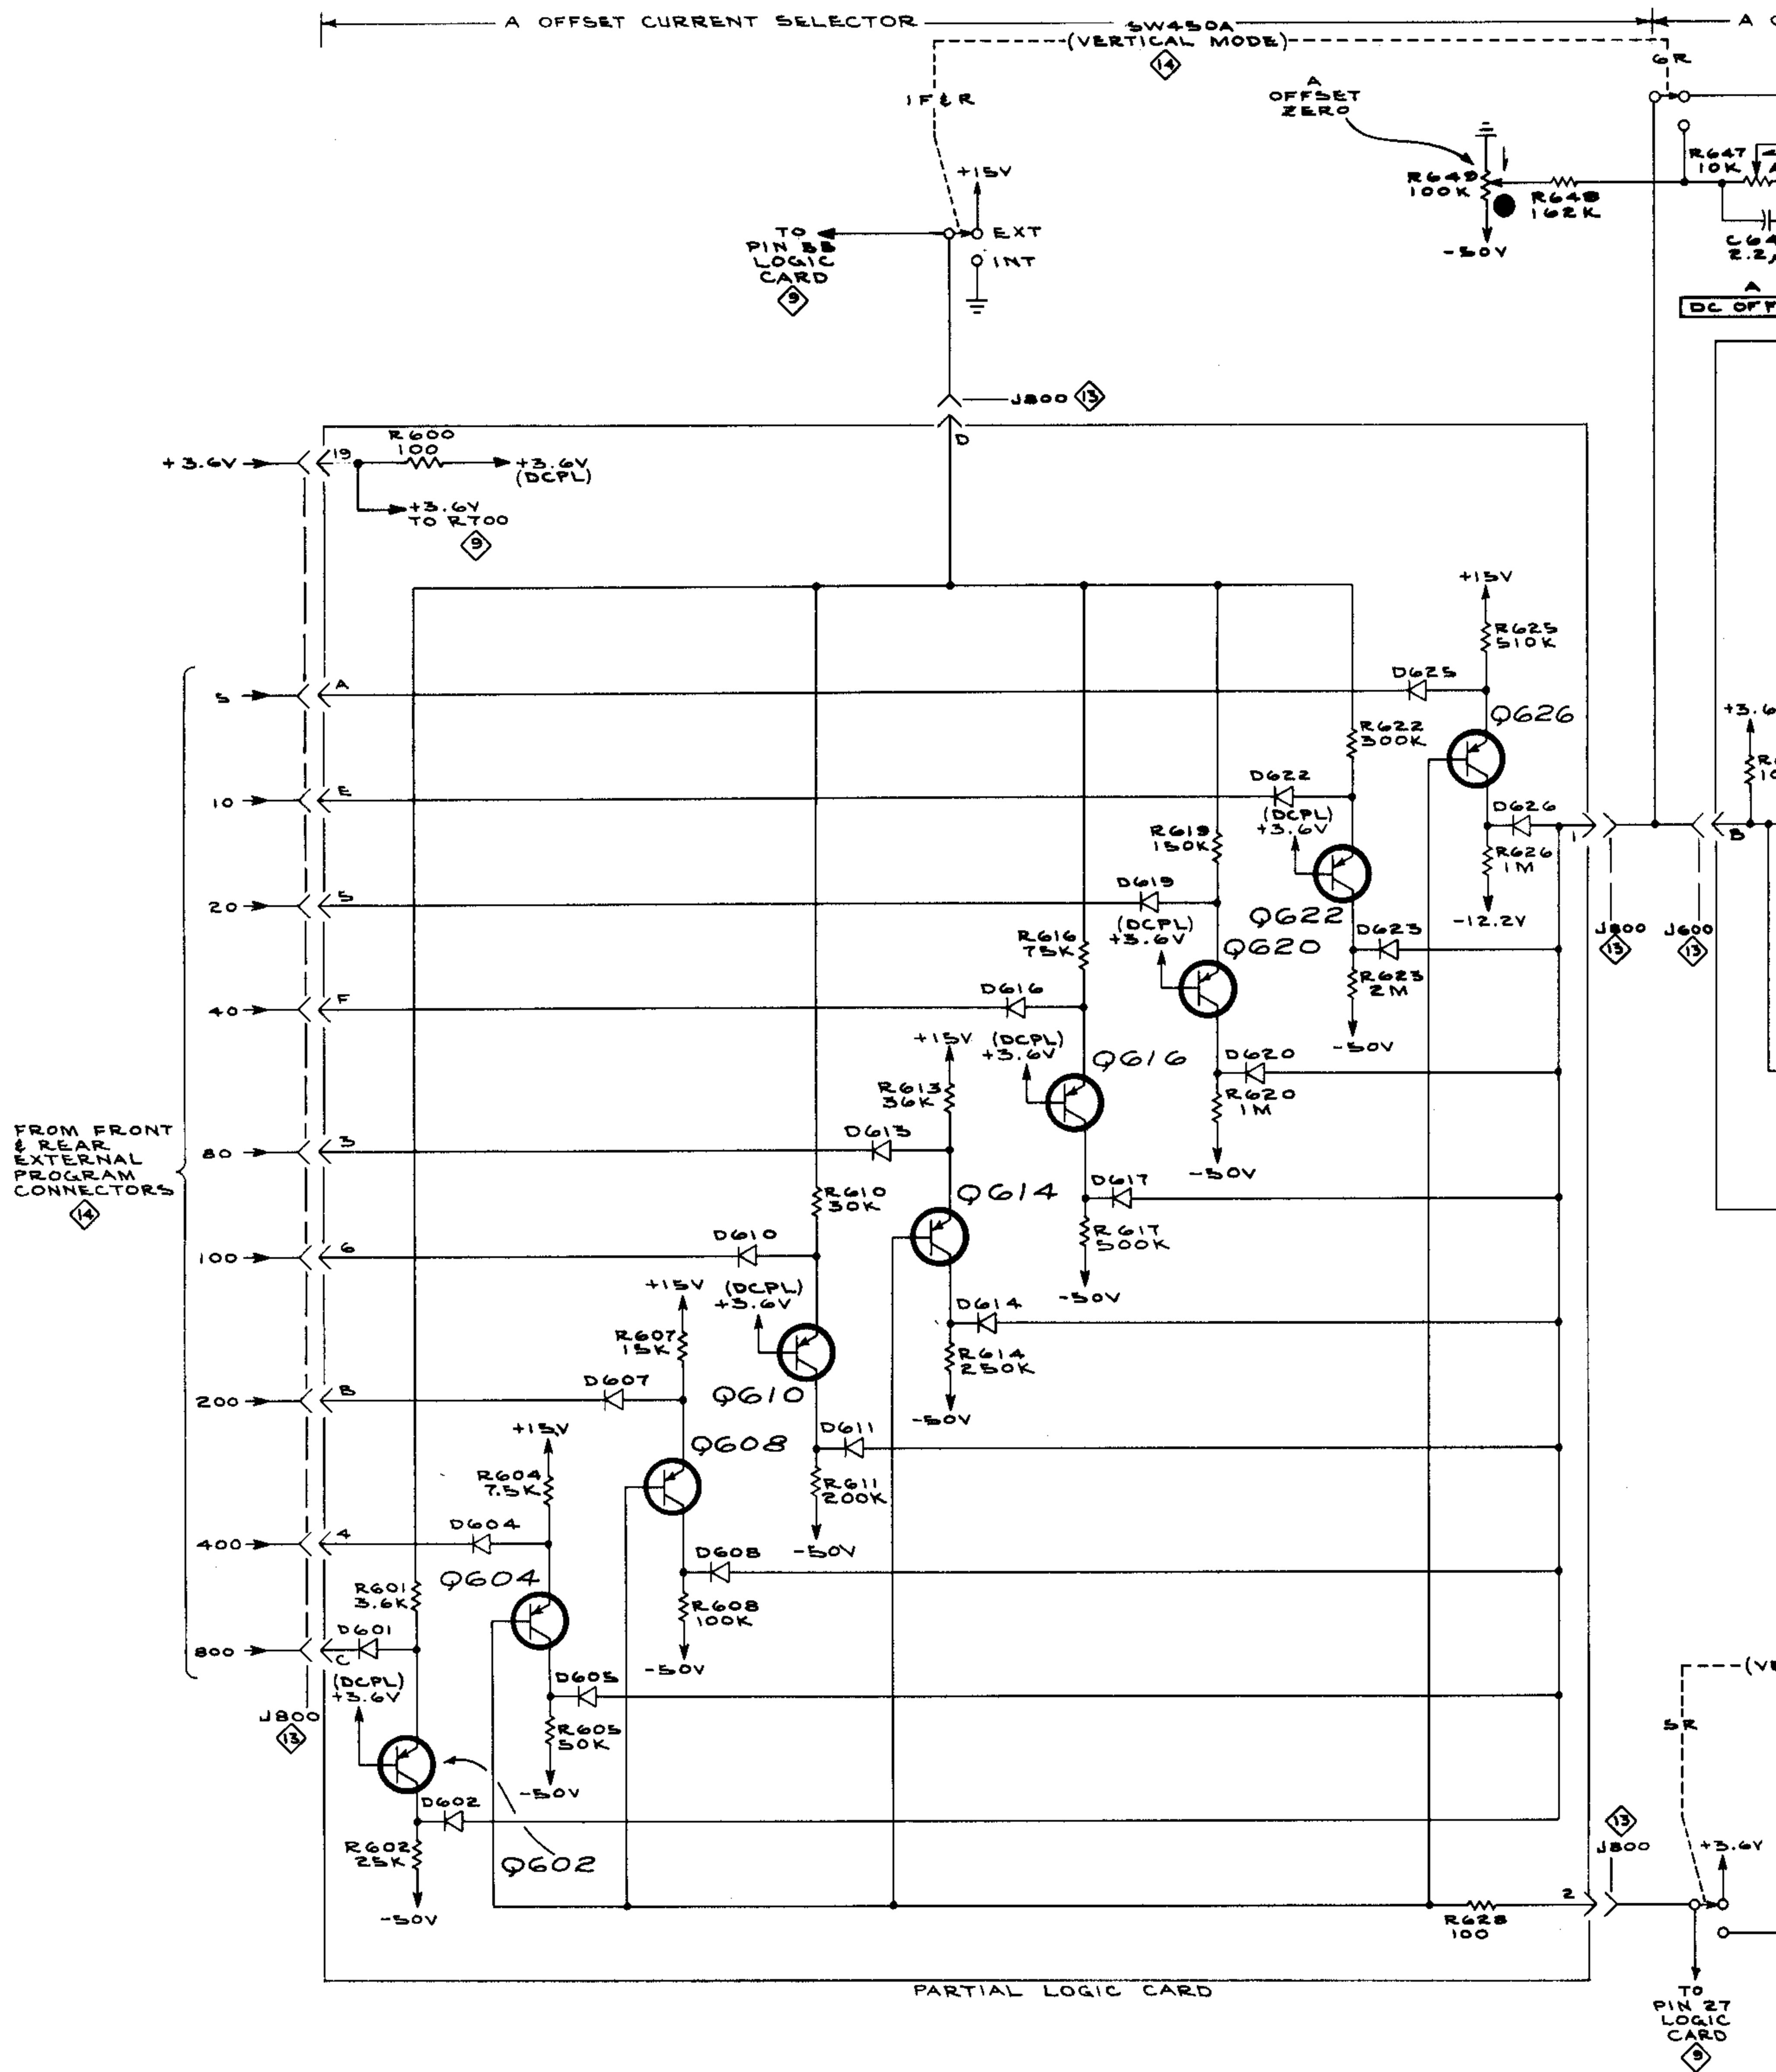 A OFFSET CURRENT SELECTOR
SW450A
(VERTICAL MODE)
14
A
6R
1F & R
A
OFFSET
ZERO
+15V
EXT
INT
TO
PIN BB
LOGIC
CARD
9
R649
100K
R648
162K
-50V
R647
10K
2.2
A
DC OFF
J800 13
D
+3.6V
19
R600
100
+3.6V
(DCPL)
+3.6V
TO R700
9
+15V
R625
510K
5
A
D625
Q626
R622
300K
+3.6
10
E
D622
(DCPL)
+3.6V
D626
1
B
R619
150K
R626
1M
-12.2V
20
5
D619
(DCPL)
+3.6V
Q622
Q620
D623
J800
13
J600
13
R616
75K
R623
2M
-50V
40
F
D616
+15V
(DCPL)
+3.6V
Q616
D620
R620
1M
-50V
R613
36K
FROM FRONT
& REAR
EXTERNAL
PROGRAM
CONNECTORS
14
80
3
D613
R610
30K
Q614
D617
R617
500K
-50V
100
6
D610
+15V
(DCPL)
+3.6V
D614
R614
250K
-50V
R607
15K
200
B
D607
Q610
+15V
Q608
D611
R611
200K
-50V
R604
7.5K
400
4
D604
Q604
D608
R608
100K
-50V
R601
3.6K
800
C
D601
(DCPL)
+3.6V
D605
R605
50K
-50V
J800
13
5R
D602
R602
25K
-50V
Q602
13
J800
+3.6V
2
R628
100
PARTIAL LOGIC CARD
TO
PIN 27
LOGIC
CARD
9